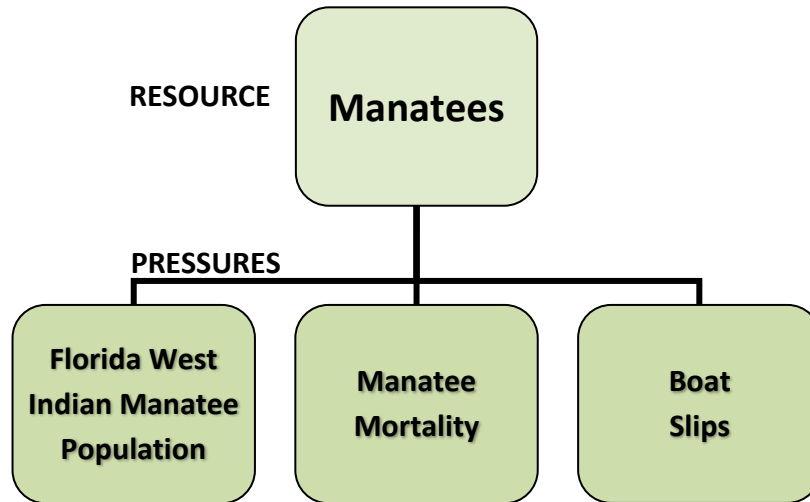 RESOURCE
Manatees
PRESSURES
Florida West
Indian Manatee
Population
Manatee
Mortality
Boat
Slips